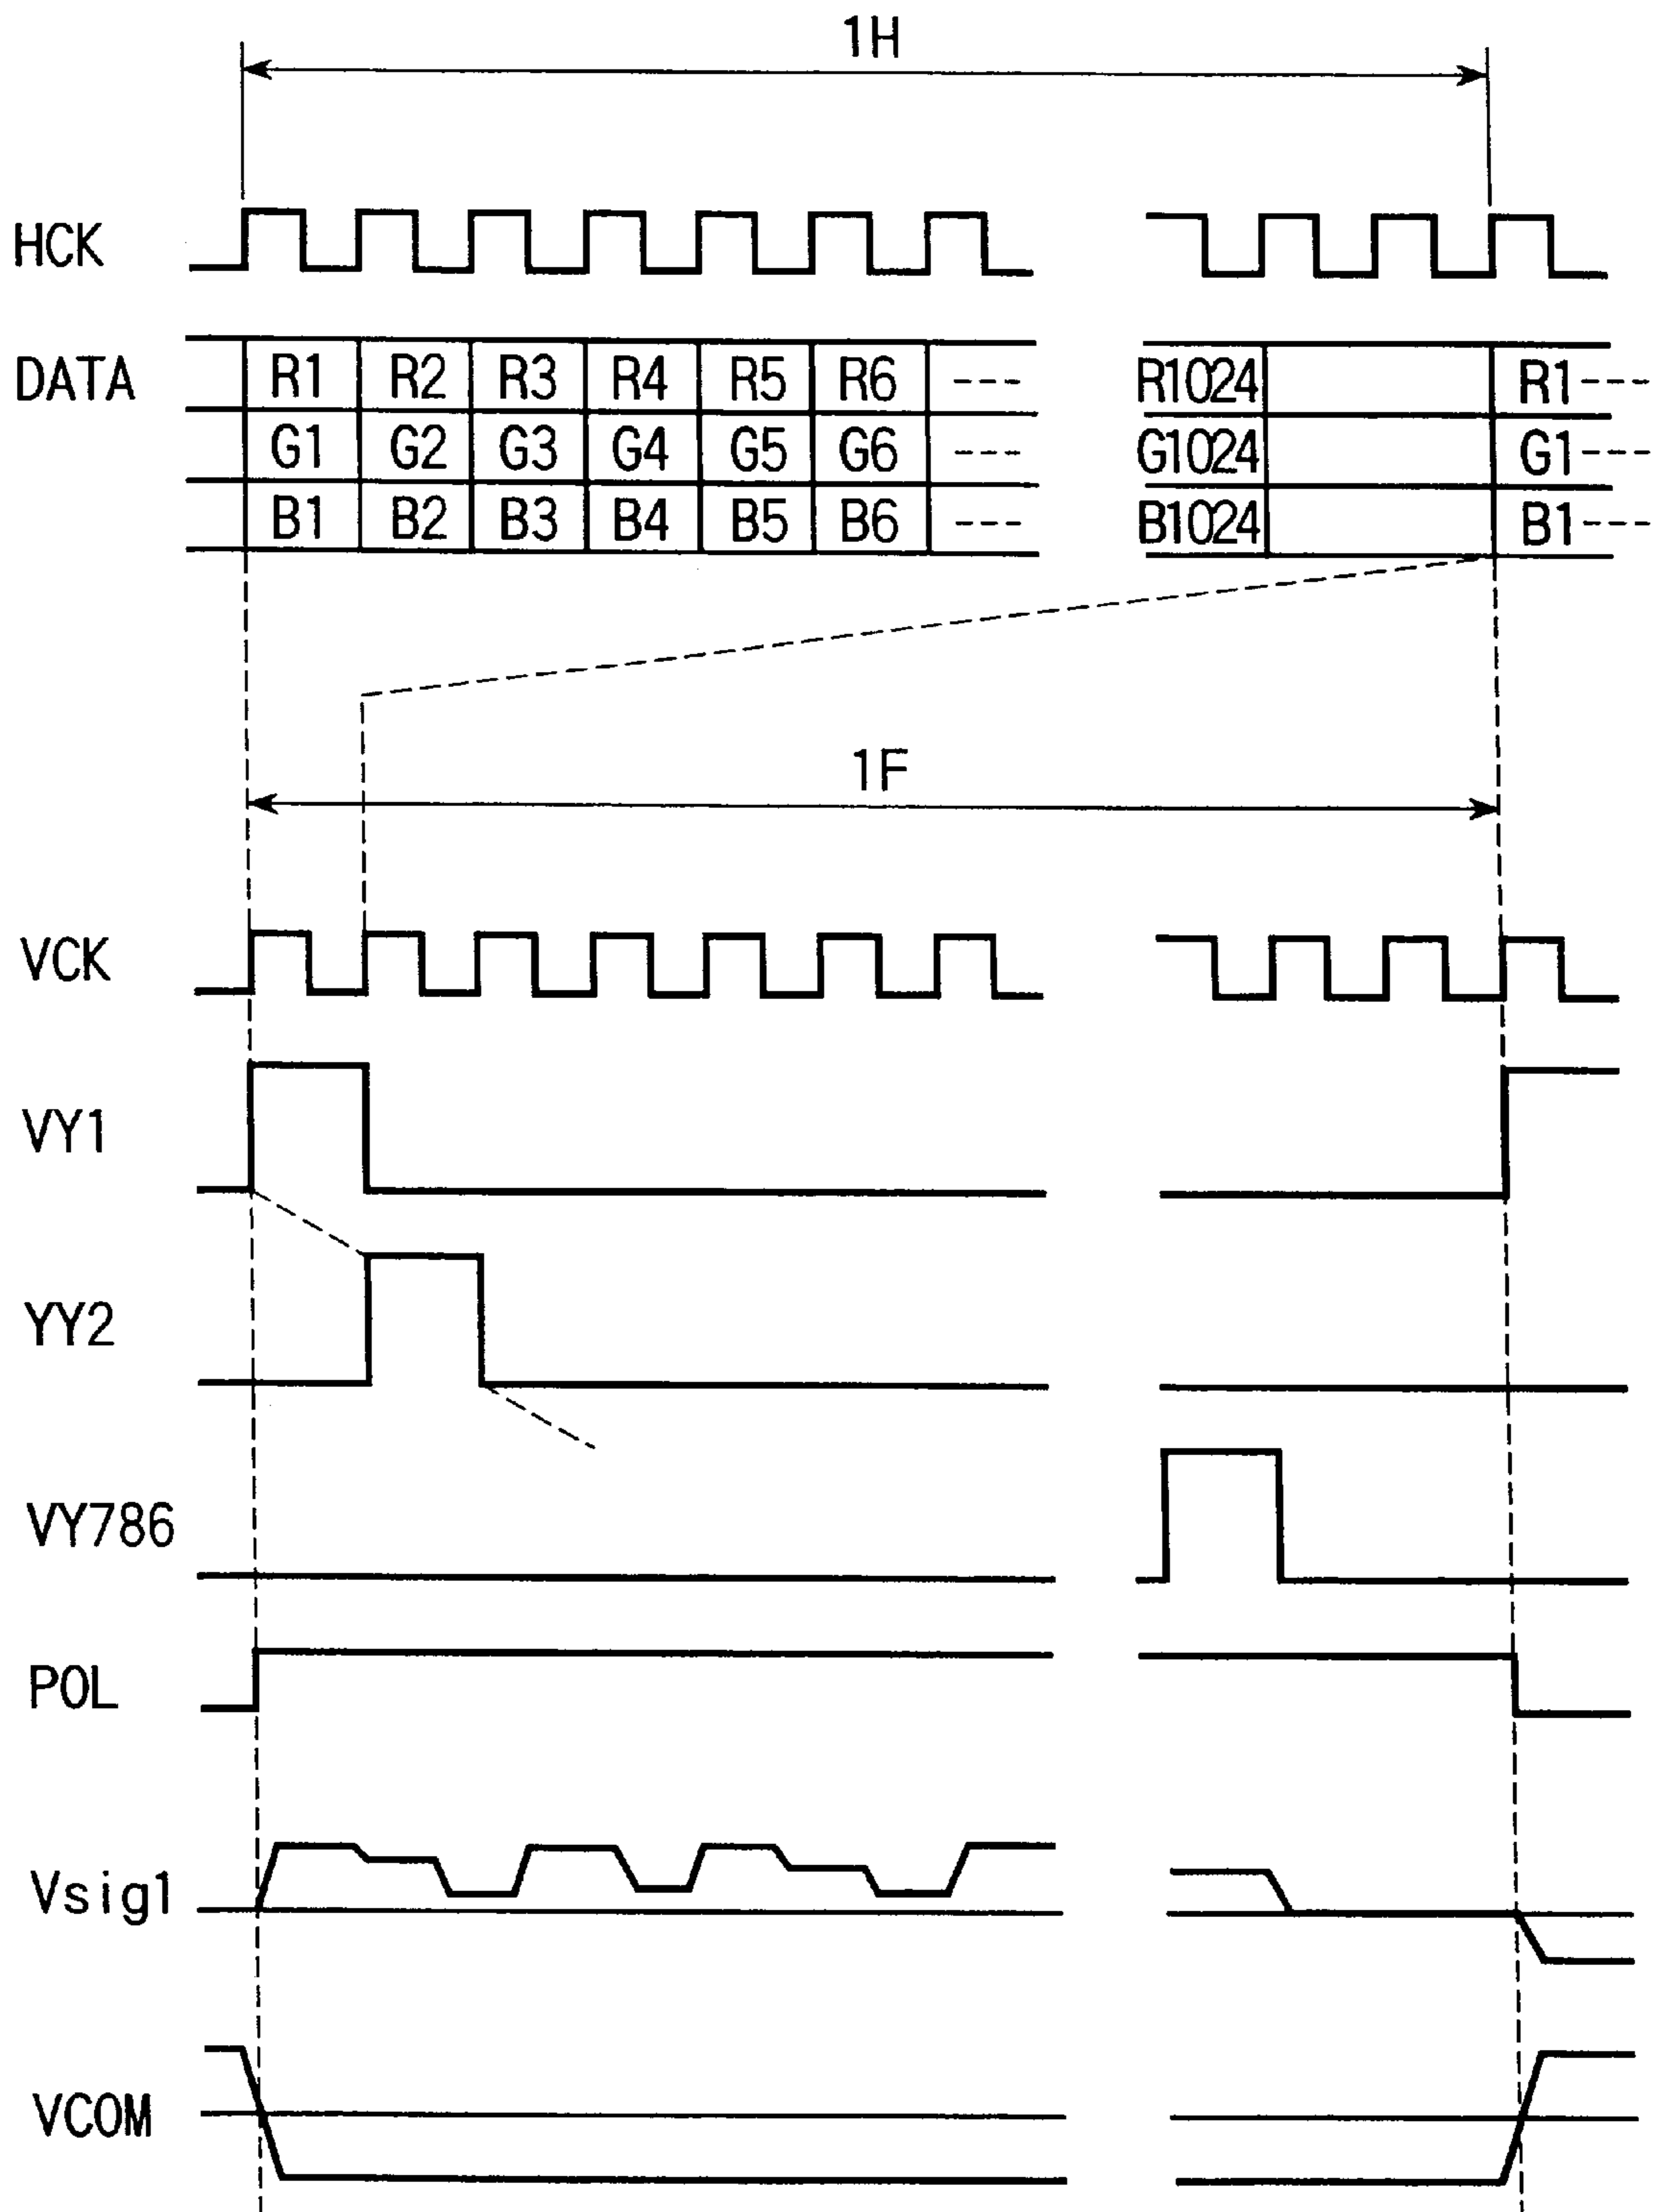 1H
HCK
DATA R1 R2 R3 R4 R5 R6 ---- R1024 R1----
G1 G2 G3 G4 G5 G6 ---- G1024 G1----
B1 B2 B3 B4 B5 B6 ---- B1024 B1----
1F
VCK
VY1
YY2
VY786
POL
Vsig1
VCOM